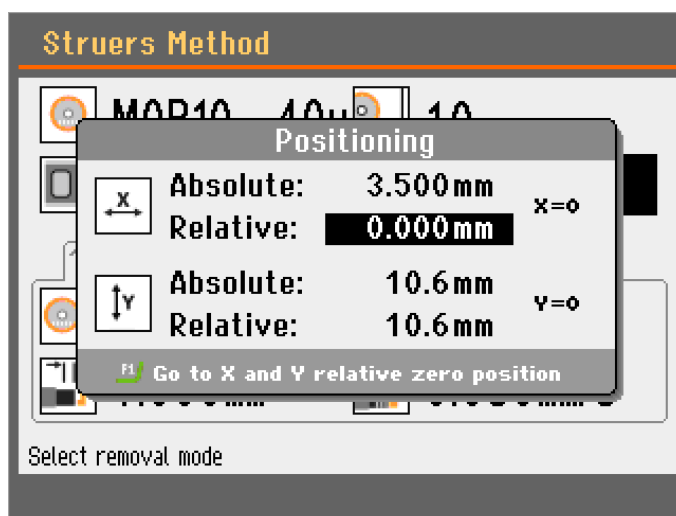 Struers Method
Positioning
X
Absolute: 3.500mm
Relative: 0.000mm
X=0
Y
Absolute: 10.6mm
Relative: 10.6mm
Y=0
F1 Go to X and Y relative zero position
Select removal mode